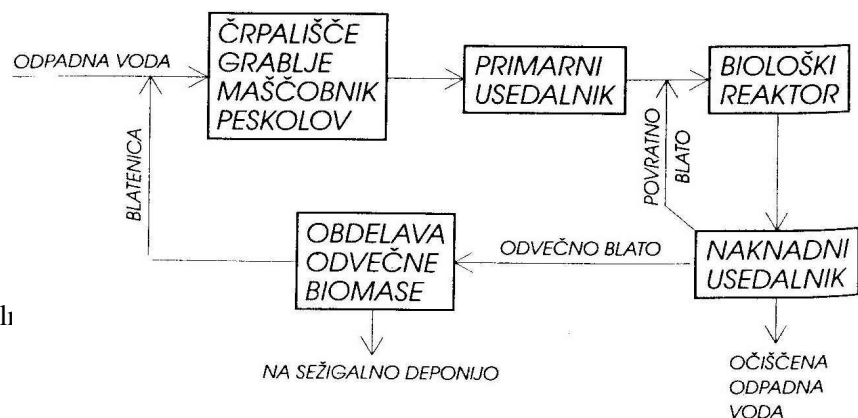 ODPADNA VODA
ČRPALIŠČE
GRABLJE
MAŠČOBNIK
PESKOLOV
PRIMARNI
USEDALNIK
BIOLOŠKI
REAKTOR
BLATENICA
POVRATNO
BLATO
OBDELAVA
ODVEČNE
BIOMASE
ODVEČNO BLATO
NAKNADNI
USEDALNIK
NA SEŽIGALNO DEPONIJO
OČIŠČENA
ODPADNA
VODA